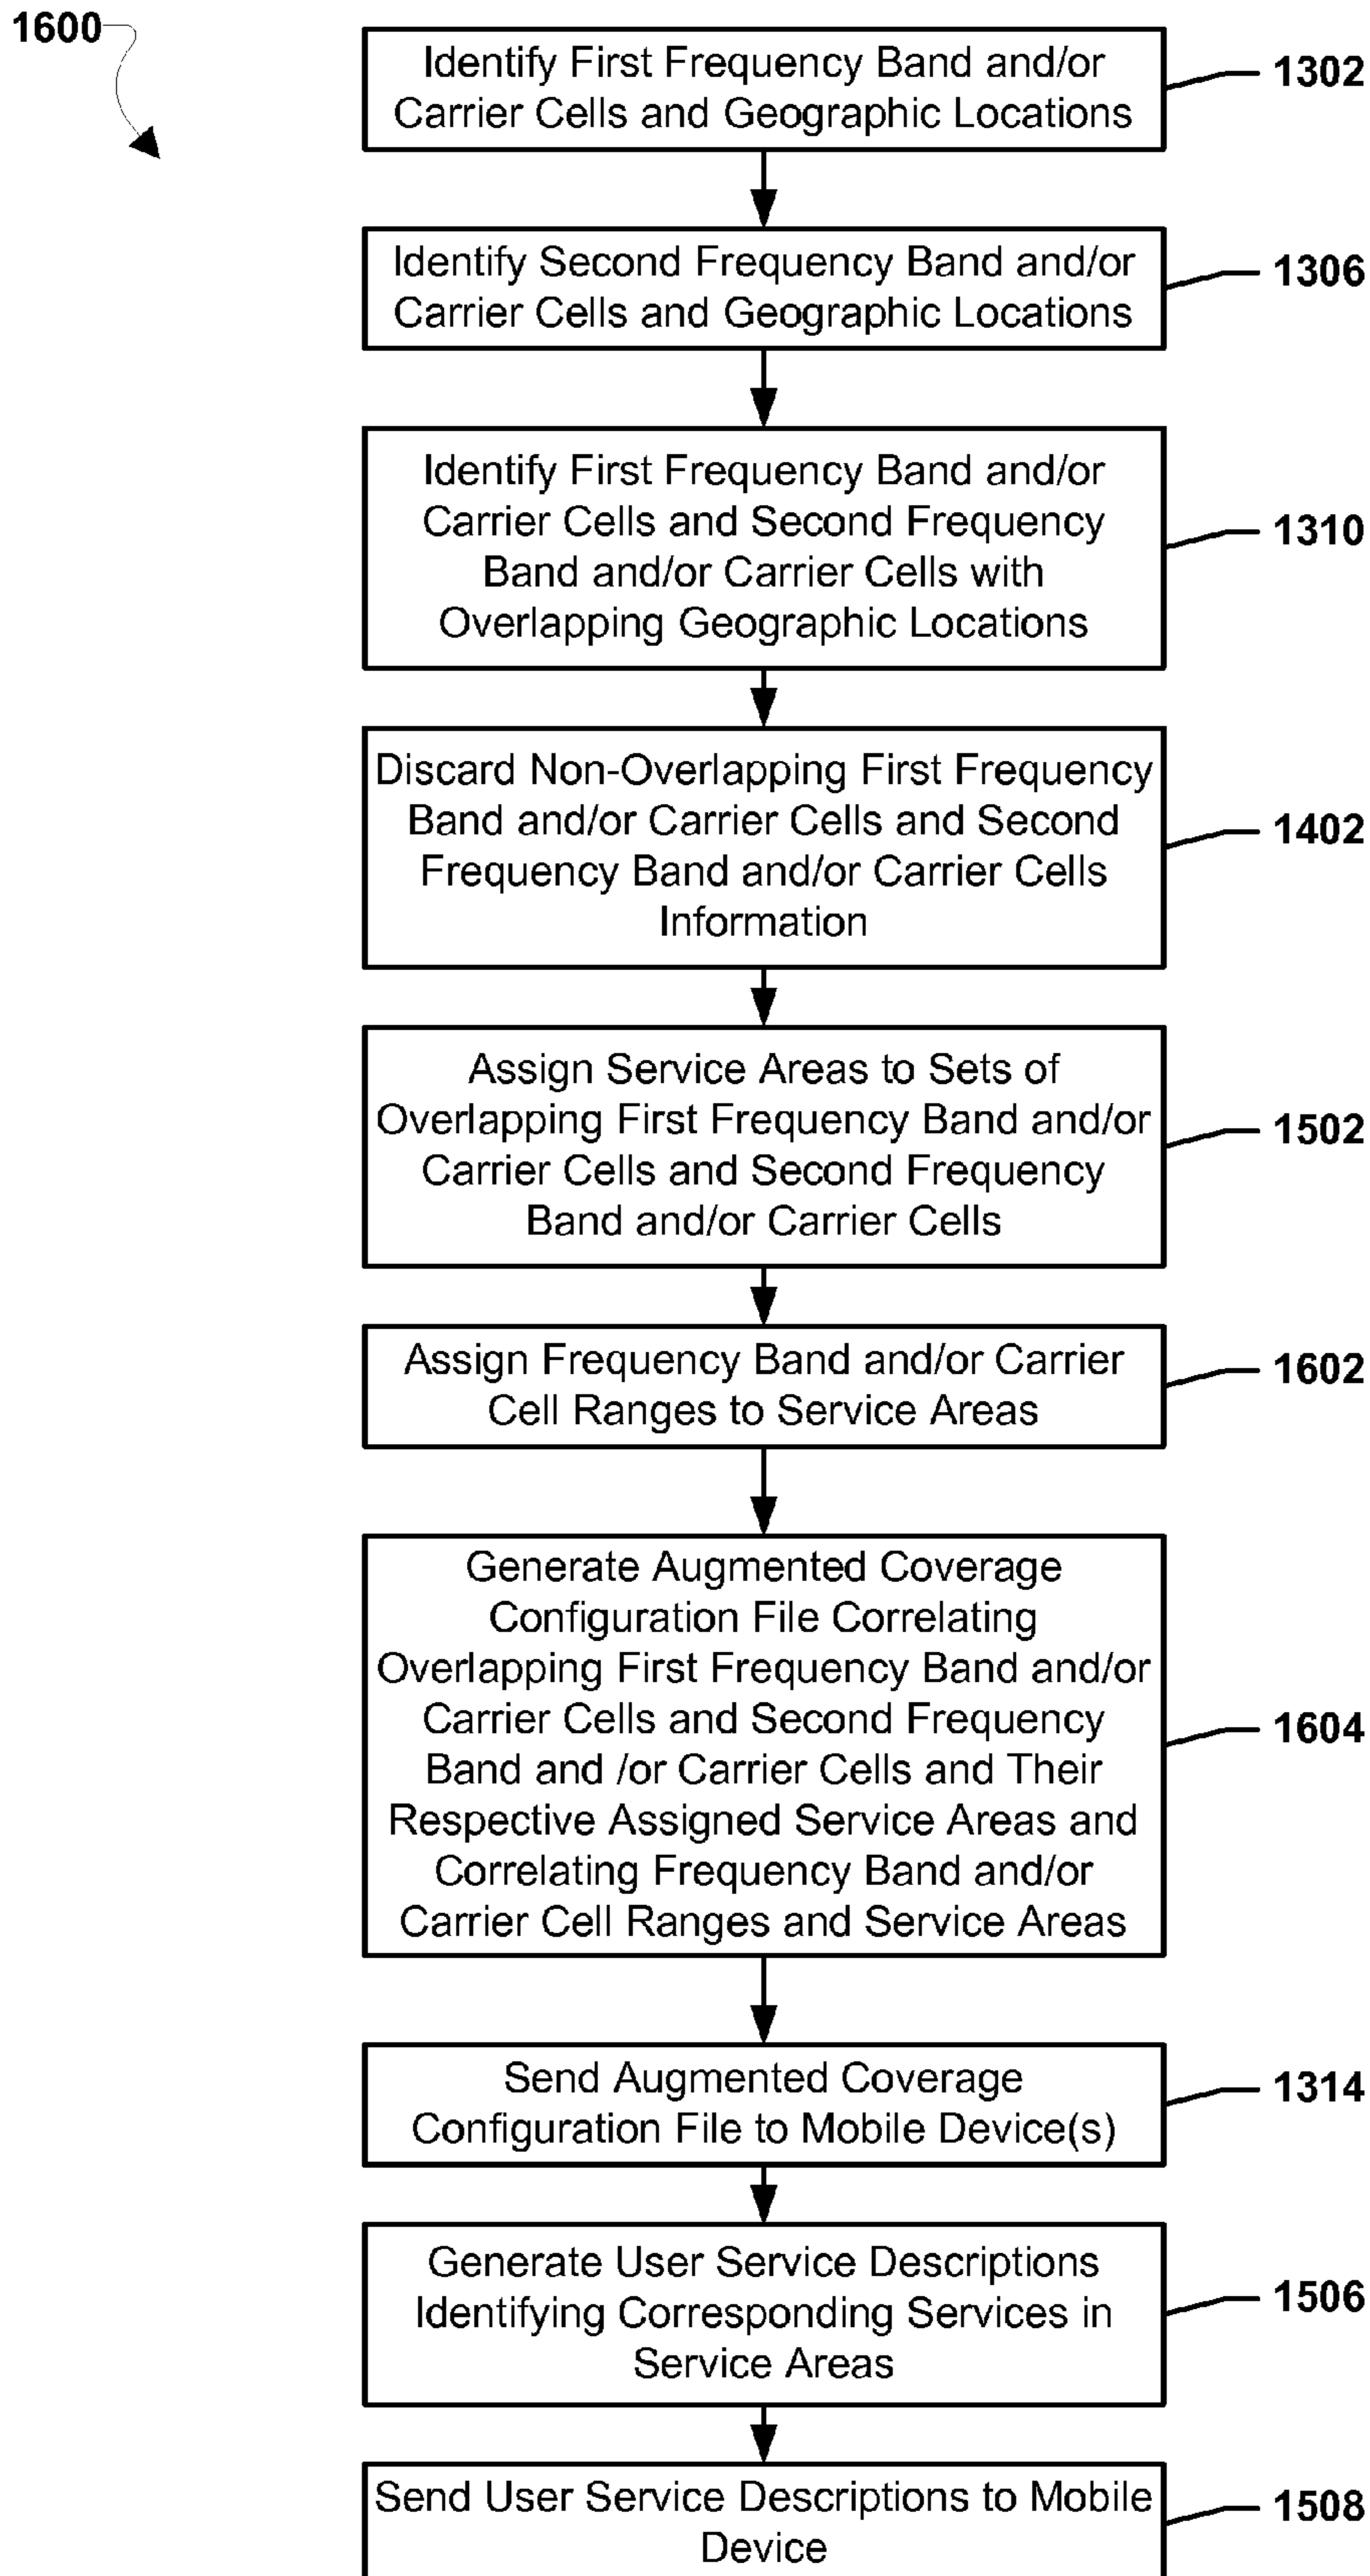 1600
Identify First Frequency Band and/or
Carrier Cells and Geographic Locations
1302
Identify Second Frequency Band and/or
Carrier Cells and Geographic Locations
1306
Identify First Frequency Band and/or
Carrier Cells and Second Frequency
Band and/or Carrier Cells with
Overlapping Geographic Locations
1310
Discard Non-Overlapping First Frequency
Band and/or Carrier Cells and Second
Frequency Band and/or Carrier Cells
Information
1402
Assign Service Areas to Sets of
Overlapping First Frequency Band and/or
Carrier Cells and Second Frequency
Band and/or Carrier Cells
1502
Assign Frequency Band and/or Carrier
Cell Ranges to Service Areas
1602
Generate Augmented Coverage
Configuration File Correlating
Overlapping First Frequency Band and/or
Carrier Cells and Second Frequency
Band and /or Carrier Cells and Their
Respective Assigned Service Areas and
Correlating Frequency Band and/or
Carrier Cell Ranges and Service Areas
1604
Send Augmented Coverage
Configuration File to Mobile Device(s)
1314
Generate User Service Descriptions
Identifying Corresponding Services in
Service Areas
1506
Send User Service Descriptions to Mobile
Device
1508